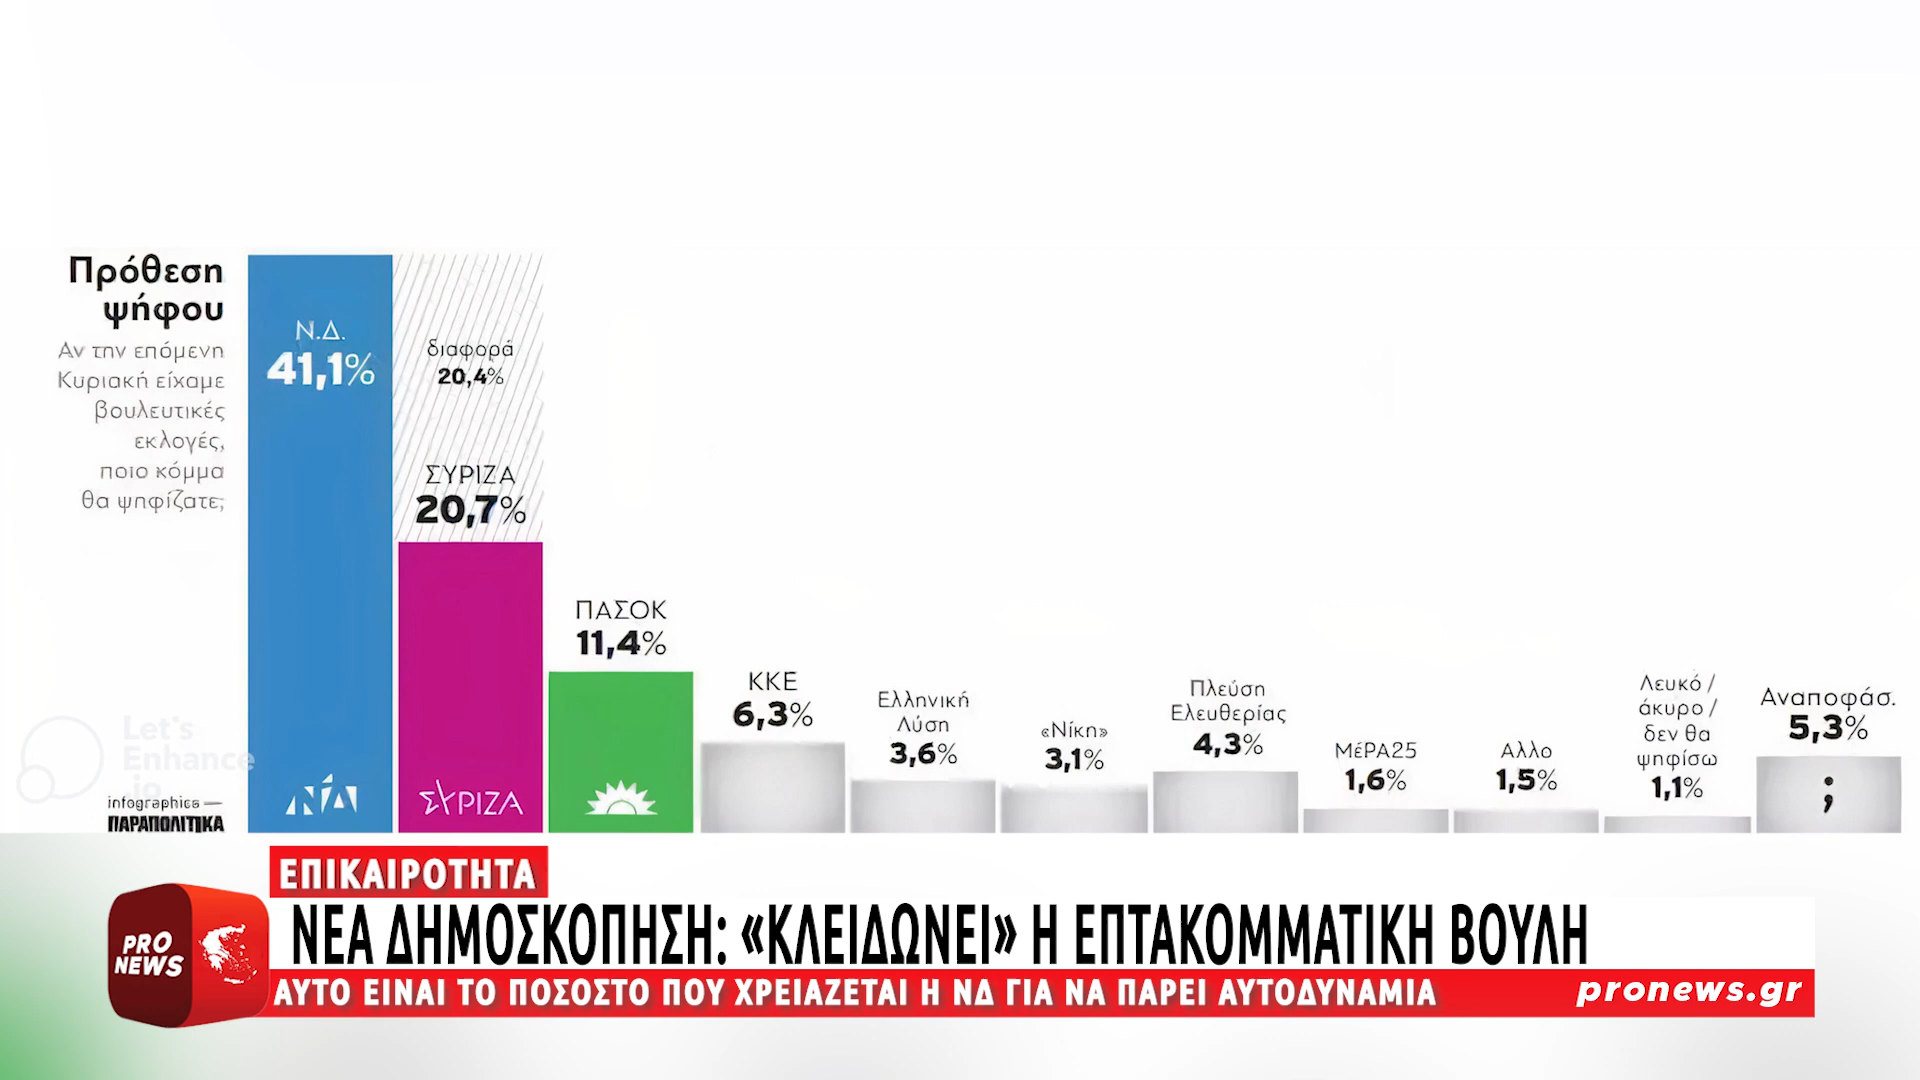 Πρόθεση
ψήφου
Αν την επόμενη
Κυριακή είχαμε
βουλευτικές
εκλογές,
ποιο κόμμα
θα ψηφίζατε;
Ν.Δ.
41,1%
διαφορά
20,4%
ΣΥΡΙΖΑ
20,7%
ΠΑΣΟΚ
11,4%
ΚΚΕ
6,3%
Ελληνική
Λύση
3,6%
«Νίκη»
3,1%
Πλεύση
Ελευθερίας
4,3%
ΜέΡΑ25
1,6%
Αλλο
1,5%
Λευκό /
άκυρο /
δεν θα
ψηφίσω
1,1%
Αναποφάσ.
5,3%
;
ΝΔ
ΣΥΡΙΖΑ
Let's
Enhance
.io
infographics
ΠΑΡΑΠΟΛΙΤΙΚΑ
ΕΠΙΚΑΙΡΟΤΗΤΑ
PRO
NEWS
ΝΕΑ ΔΗΜΟΣΚΟΠΗΣΗ: «ΚΛΕΙΔΩΝΕΙ» Η ΕΠΤΑΚΟΜΜΑΤΙΚΗ ΒΟΥΛΗ
ΑΥΤΟ ΕΙΝΑΙ ΤΟ ΠΟΣΟΣΤΟ ΠΟΥ ΧΡΕΙΑΖΕΤΑΙ Η ΝΔ ΓΙΑ ΝΑ ΠΑΡΕΙ ΑΥΤΟΔΥΝΑΜΙΑ
pronews.gr